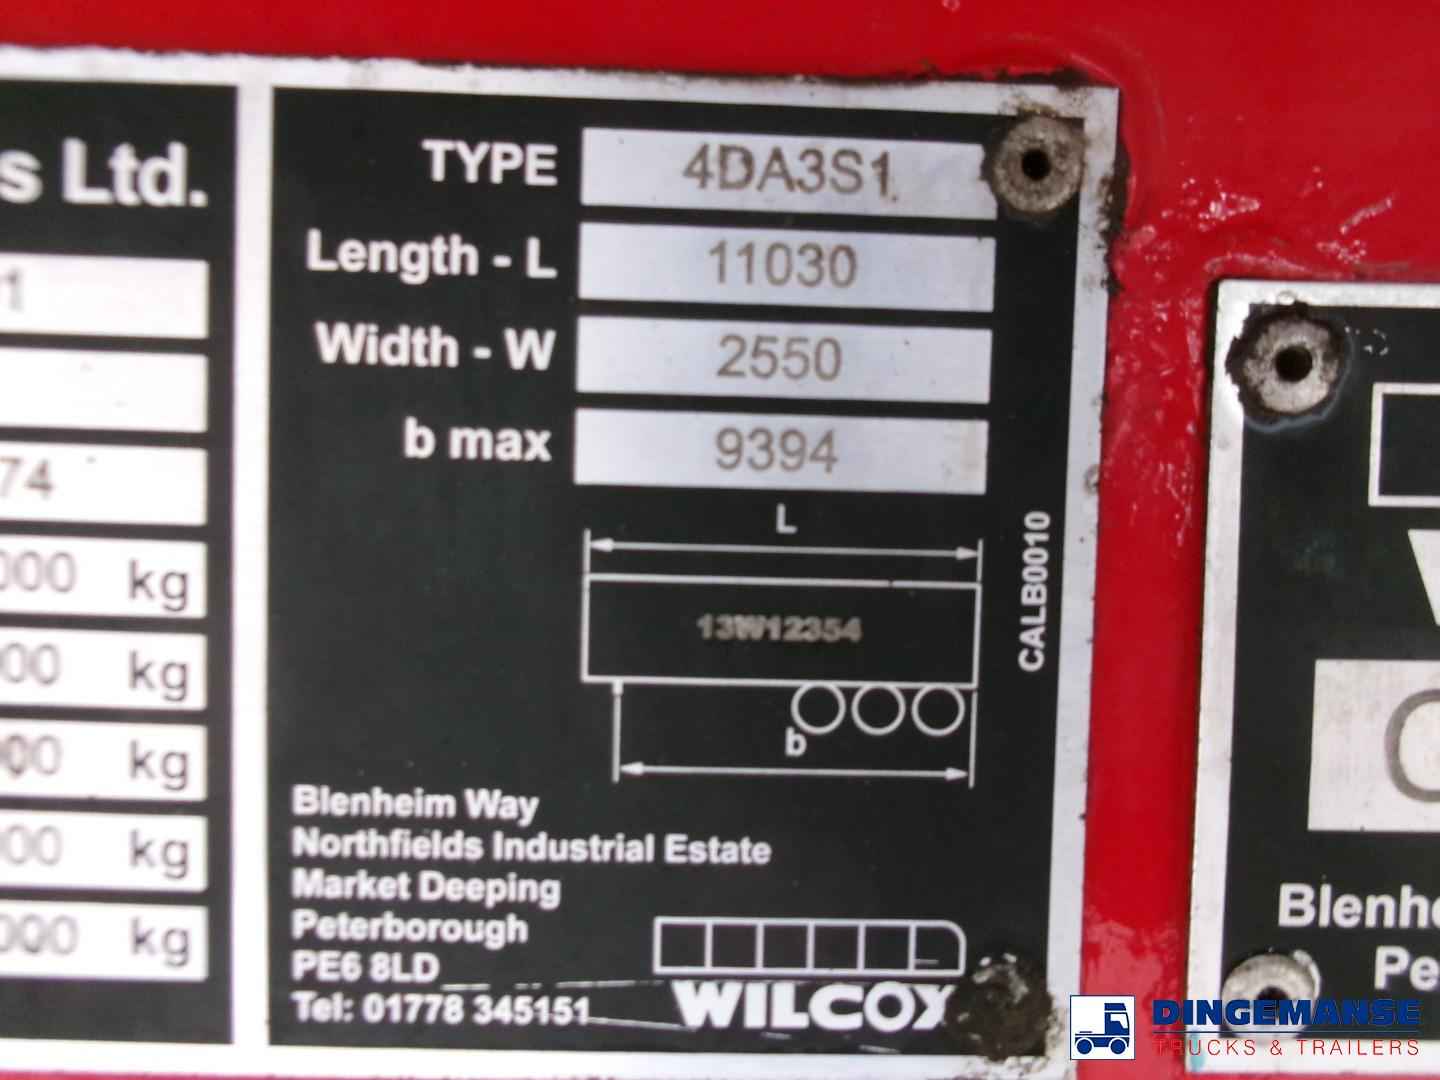 s Ltd.
TYPE 4DA3S1
Length - L 11030
Width - W 2550
b max 9394
1
74
000 kg
00 kg
00 kg
00 kg
000 kg
L
13W12354
b
CALB0010
Blenheim Way
Northfields Industrial Estate
Market Deeping
Peterborough
PE6 8LD
Tel: 01778 345151
WILCOX
Blenhe
Pe
DINGEMANSE
TRUCKS & TRAILERS